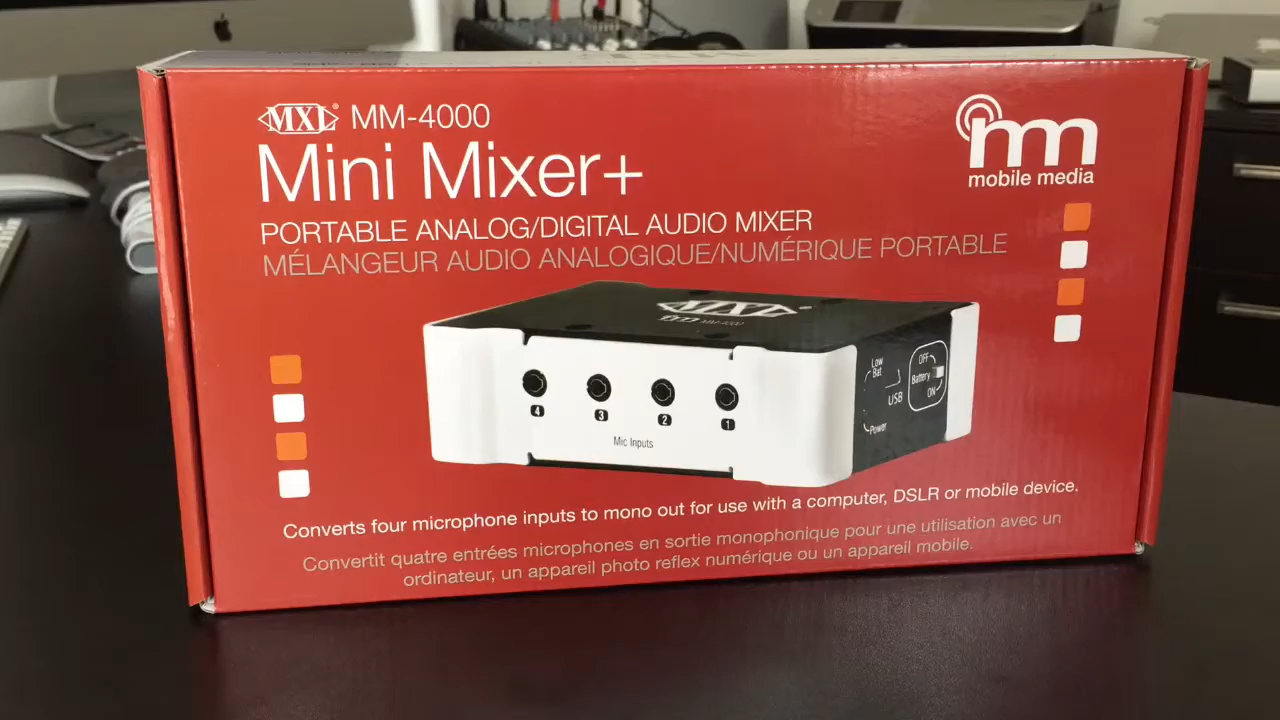 MXL® MM-4000
Mini Mixer+
PORTABLE ANALOG/DIGITAL AUDIO MIXER
MÉLANGEUR AUDIO ANALOGIQUE/NUMÉRIQUE PORTABLE
mm
mobile media
MXL
MM-4000
4 3 2 1
Mic Inputs
Low
Bat
USB
Power
OFF
Battery
ON
Converts four microphone inputs to mono out for use with a computer, DSLR or mobile device.
Convertit quatre entrées microphones en sortie monophonique pour une utilisation avec un
ordinateur, un appareil photo reflex numérique ou un appareil mobile.